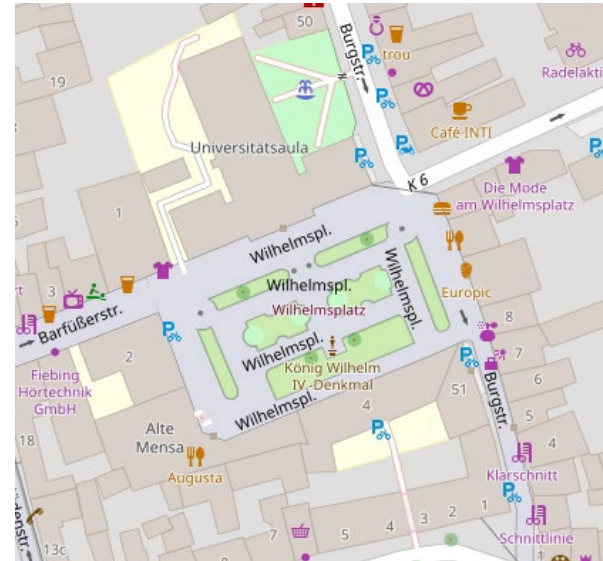 50
Burgstr.
trou
19
Radelakti
Café INTI
Universitätsaula
K 6
Die Mode
am Wilhelmsplatz
1
Wilhelmspl.
Wilhelmspl.
Wilhelmspl.
Wilhelmsplatz
Europic
3
rt
Barfüßerstr.
8
Wilhelmspl.
König Wilhelm
IV.-Denkmal
7
2
Fiebing
Hörtechnik
GmbH
6
Burgstr.
51
5
Wilhelmspl.
4
Alte
Mensa
4
18
Augusta
Klarschnitt
Schnittlinie
13c
7
5
4
3
2
1